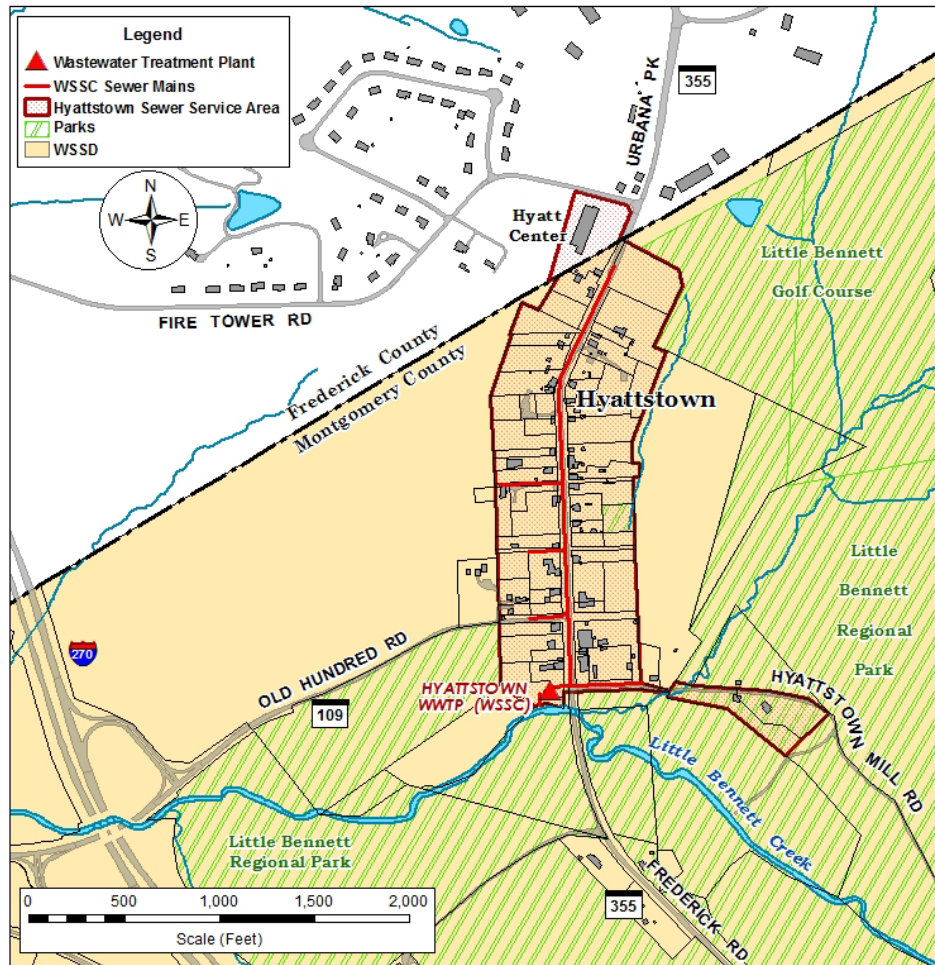 Legend
Wastewater Treatment Plant
WSSC Sewer Mains
Hyattstown Sewer Service Area
Parks
WSSD
N
W E
S
URBANA PK
355
Hyatt
Center
Little Bennett
Golf Course
FIRE TOWER RD
Frederick County
Montgomery County
Hyattstown
Little
Bennett
Regional
Park
270
OLD HUNDRED RD
109
HYATTSTOWN
WWTP (WSSC)
HYATTSTOWN MILL RD
Little Bennett Creek
Little Bennett
Regional Park
FREDERICK RD
355
0 500 1,000 1,500 2,000
Scale (Feet)